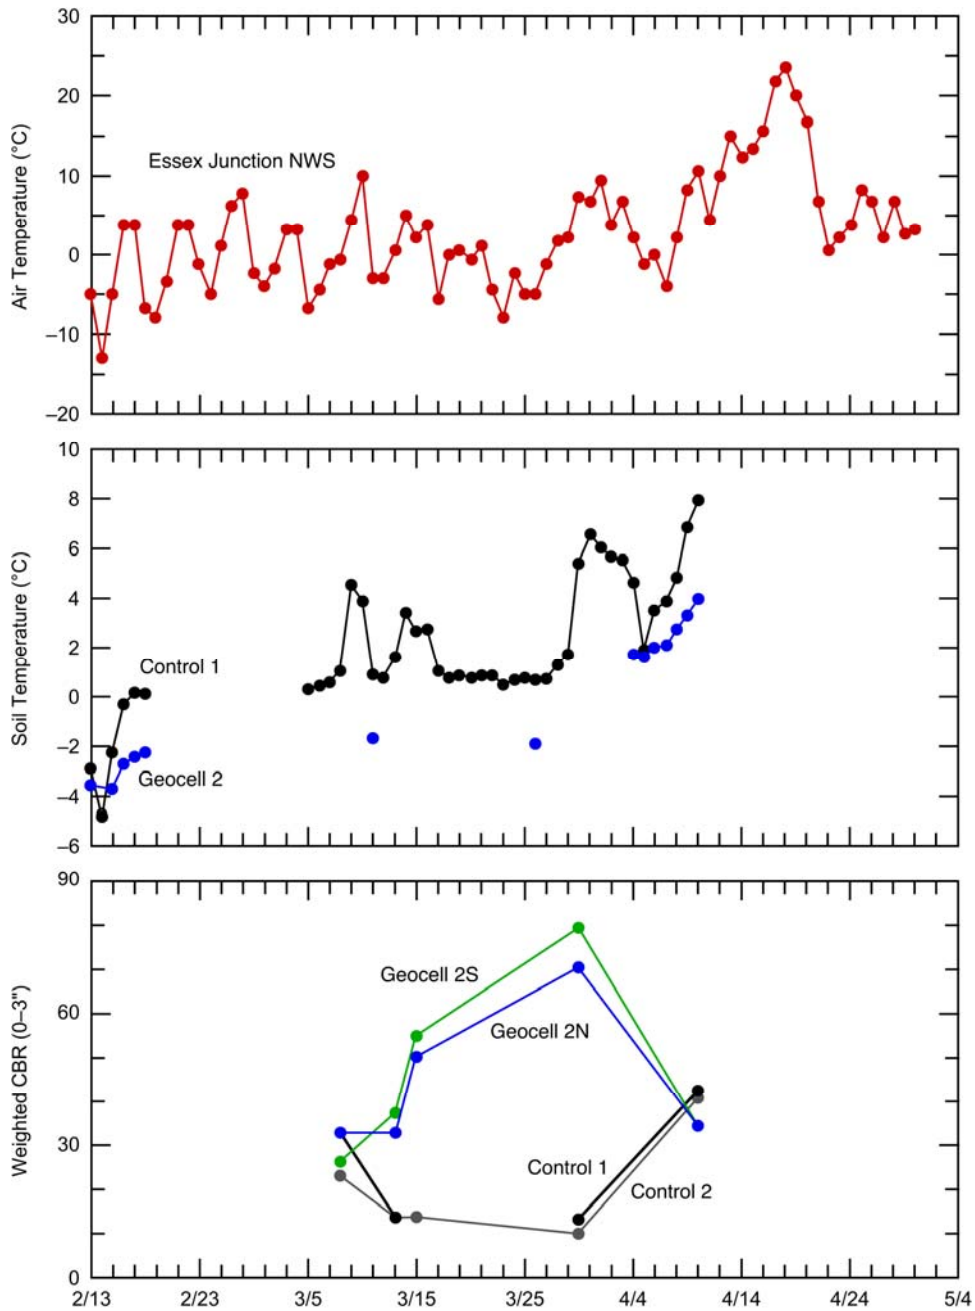 30
20
10
0
–10
–20
Air Temperature (°C)
Essex Junction NWS
10
8
6
4
2
0
–2
–4
–6
Soil Temperature (°C)
Control 1
Geocell 2
90
60
30
0
Weighted CBR (0–3")
Geocell 2S
Geocell 2N
Control 1
Control 2
2/13 2/23 3/5 3/15 3/25 4/4 4/14 4/24 5/4